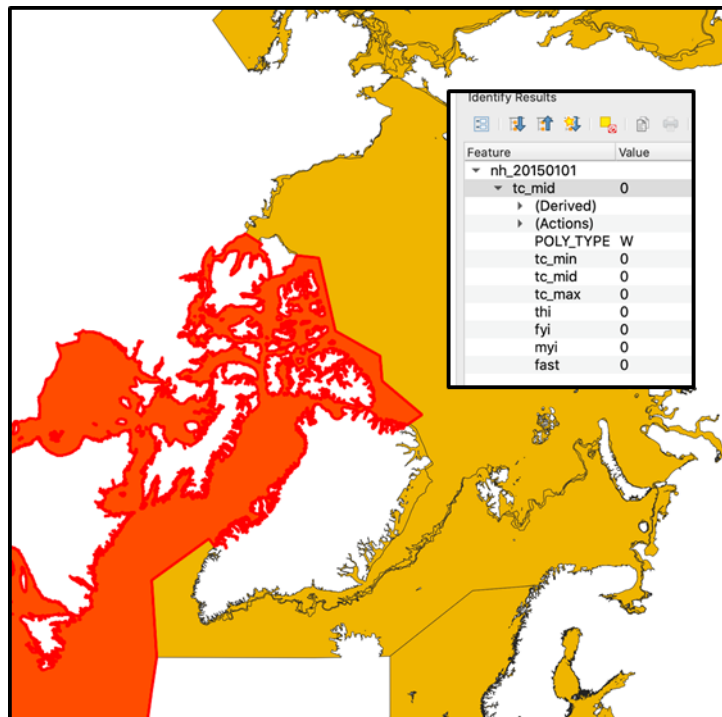 Identify Results
Feature Value
nh_20150101
tc_mid 0
(Derived)
(Actions)
POLY_TYPE W
tc_min 0
tc_mid 0
tc_max 0
thi 0
fyi 0
myi 0
fast 0